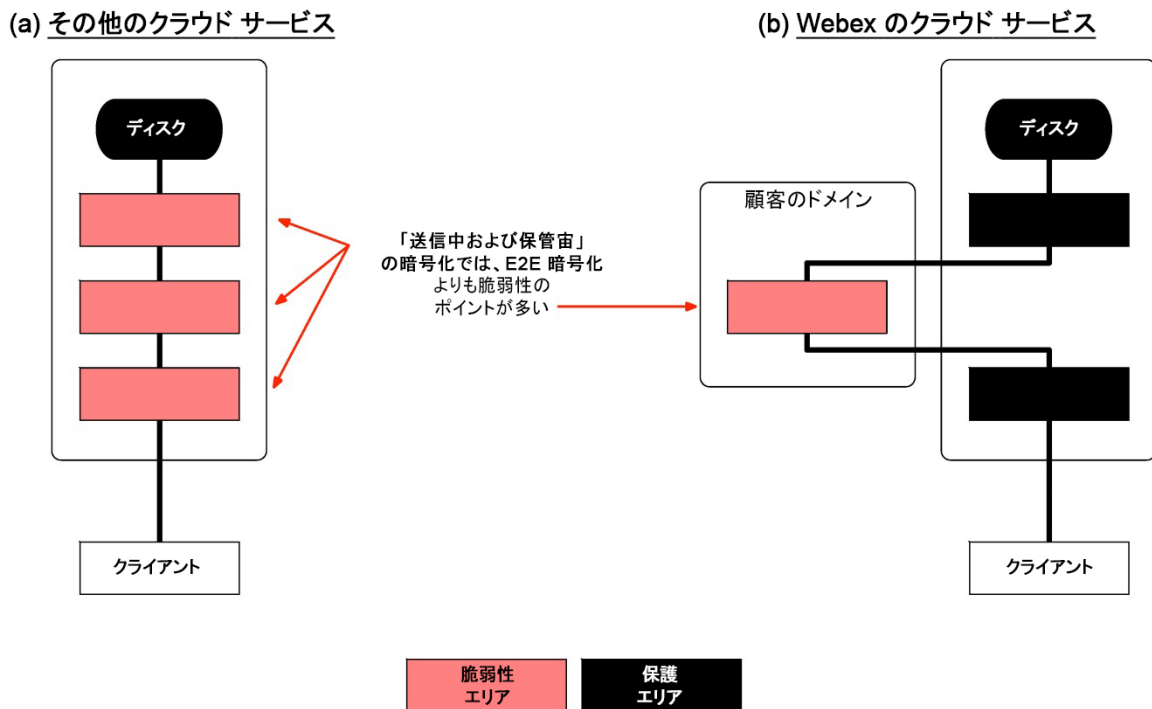 (a) その他のクラウド サービス
(b) Webex のクラウド サービス
ディスク
ディスク
顧客のドメイン
「送信中および保管宙」
の暗号化では、E2E 暗号化
よりも脆弱性の
ポイントが多い
クライアント
クライアント
脆弱性
エリア
保護
エリア